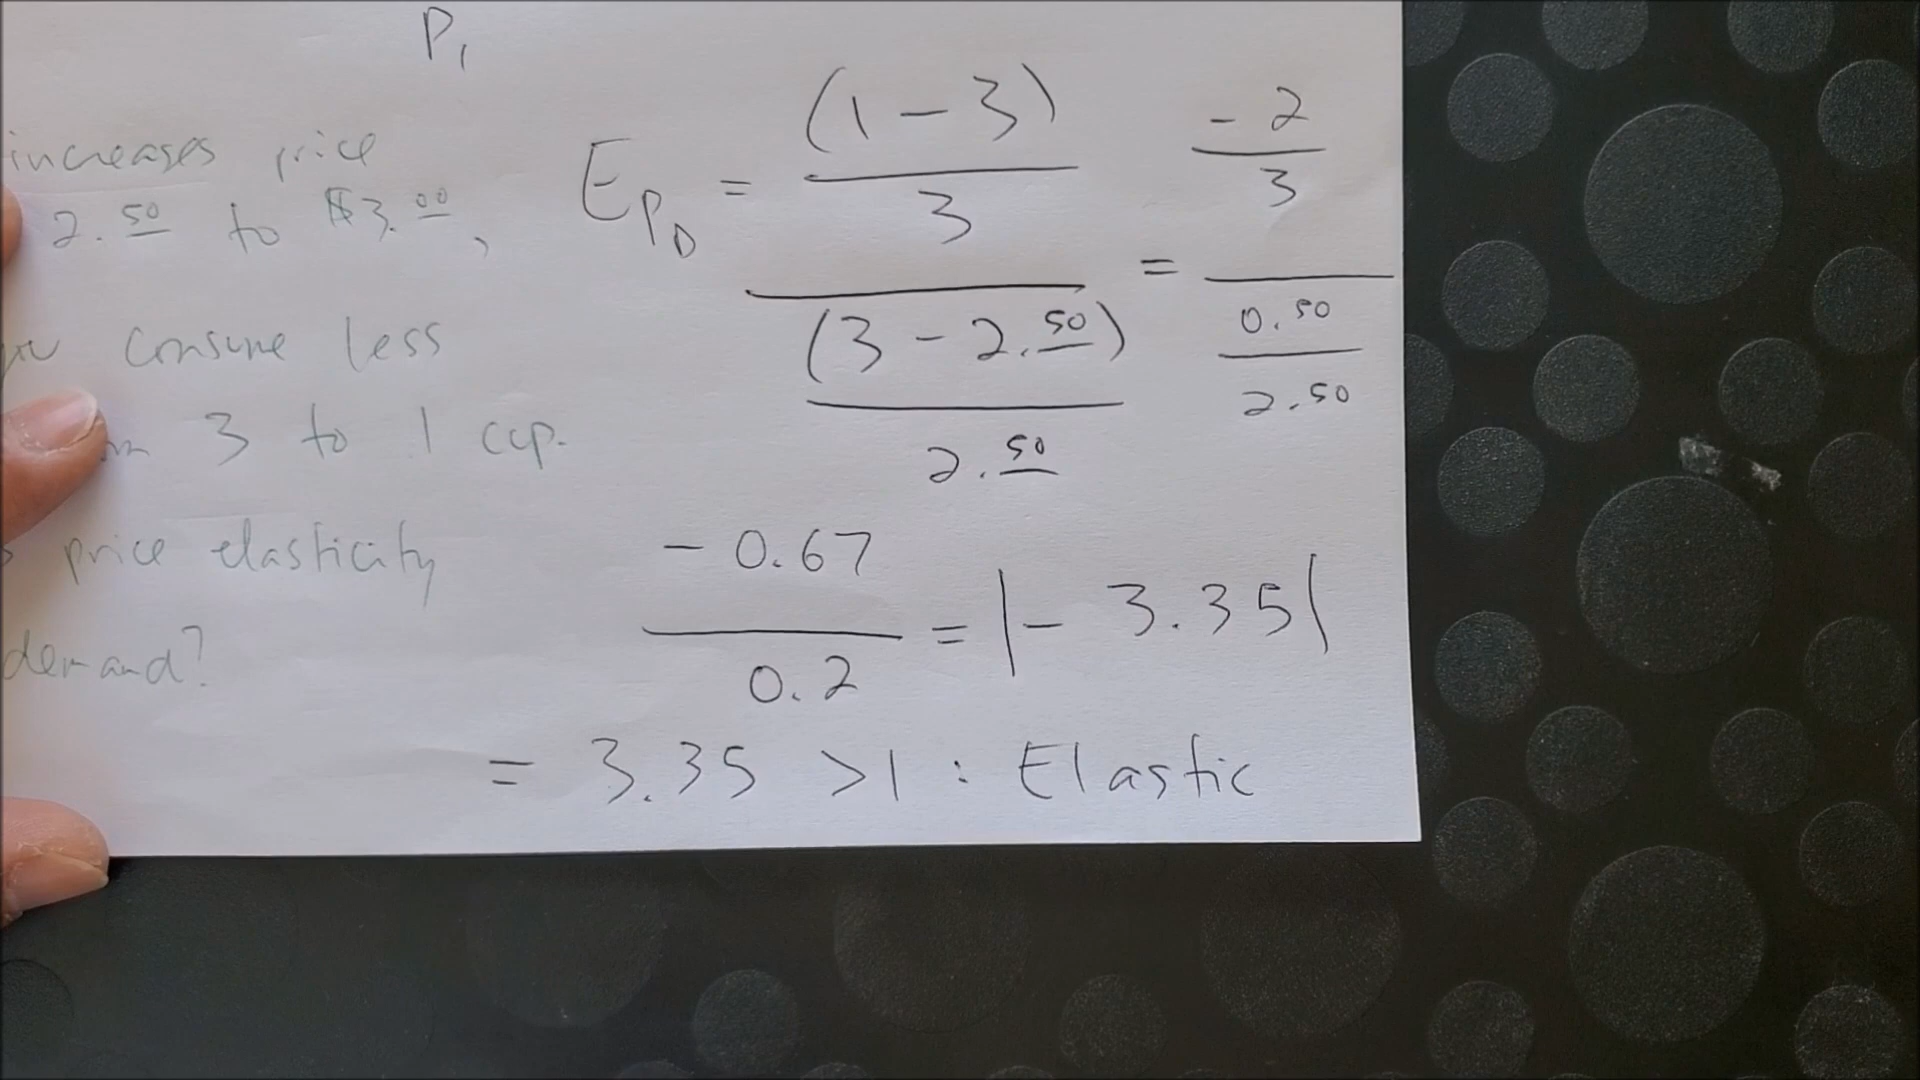 P1
increases price
2.50 to $3.00,
consume less
3 to 1 cup.
price elasticity
demand?
EPD = (1 - 3)
3
(3 - 2.50)
2.50
= -2
3
0.50
2.50
- 0.67
0.2
= |- 3.35|
= 3.35 >1 : Elastic